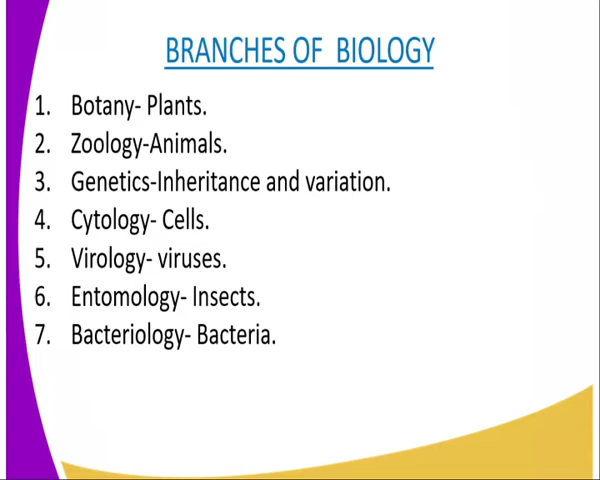 BRANCHES OF  BIOLOGY
1. Botany- Plants.
2. Zoology-Animals.
3. Genetics-Inheritance and variation.
4. Cytology- Cells.
5. Virology- viruses.
6. Entomology- Insects.
7. Bacteriology- Bacteria.